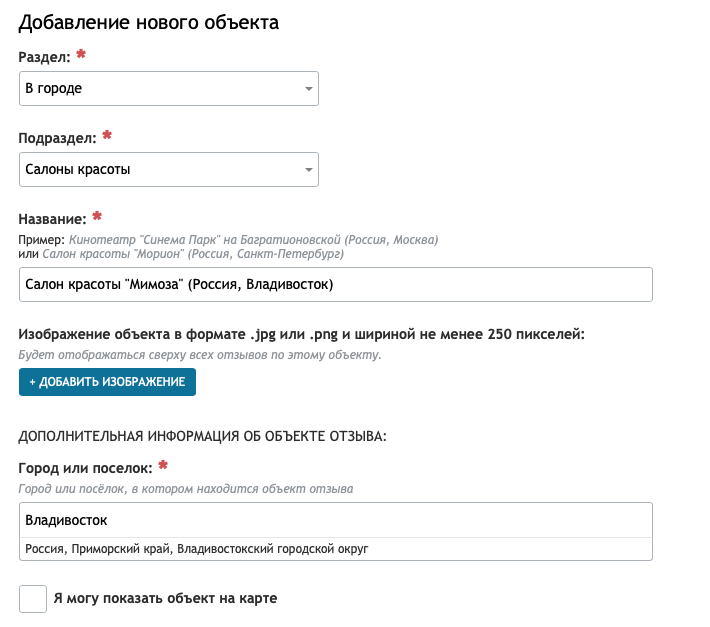 Добавление нового объекта
Раздел: *
В городе
Подраздел: *
Салоны красоты
Название: *
Пример: Кинотеатр "Синема Парк" на Багратионовской (Россия, Москва)
или Салон красоты "Морион" (Россия, Санкт-Петербург)
Салон красоты "Мимоза" (Россия, Владивосток)
Изображение объекта в формате .jpg или .png и шириной не менее 250 пикселей:
Будет отображаться сверху всех отзывов по этому объекту.
+ ДОБАВИТЬ ИЗОБРАЖЕНИЕ
ДОПОЛНИТЕЛЬНАЯ ИНФОРМАЦИЯ ОБ ОБЪЕКТЕ ОТЗЫВА:
Город или поселок: *
Город или посёлок, в котором находится объект отзыва
Владивосток
Россия, Приморский край, Владивостокский городской округ
Я могу показать объект на карте